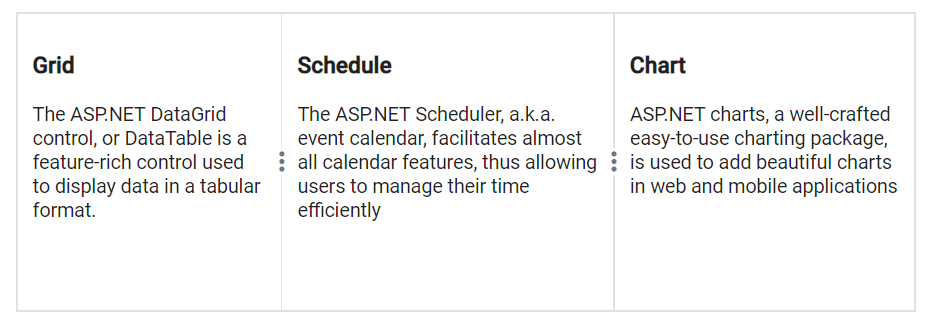 Grid
The ASP.NET DataGrid
control, or DataTable is a
feature-rich control used
to display data in a tabular
format.
Schedule
The ASP.NET Scheduler, a.k.a.
event calendar, facilitates almost
all calendar features, thus allowing
users to manage their time
efficiently
Chart
ASP.NET charts, a well-crafted
easy-to-use charting package,
is used to add beautiful charts
in web and mobile applications